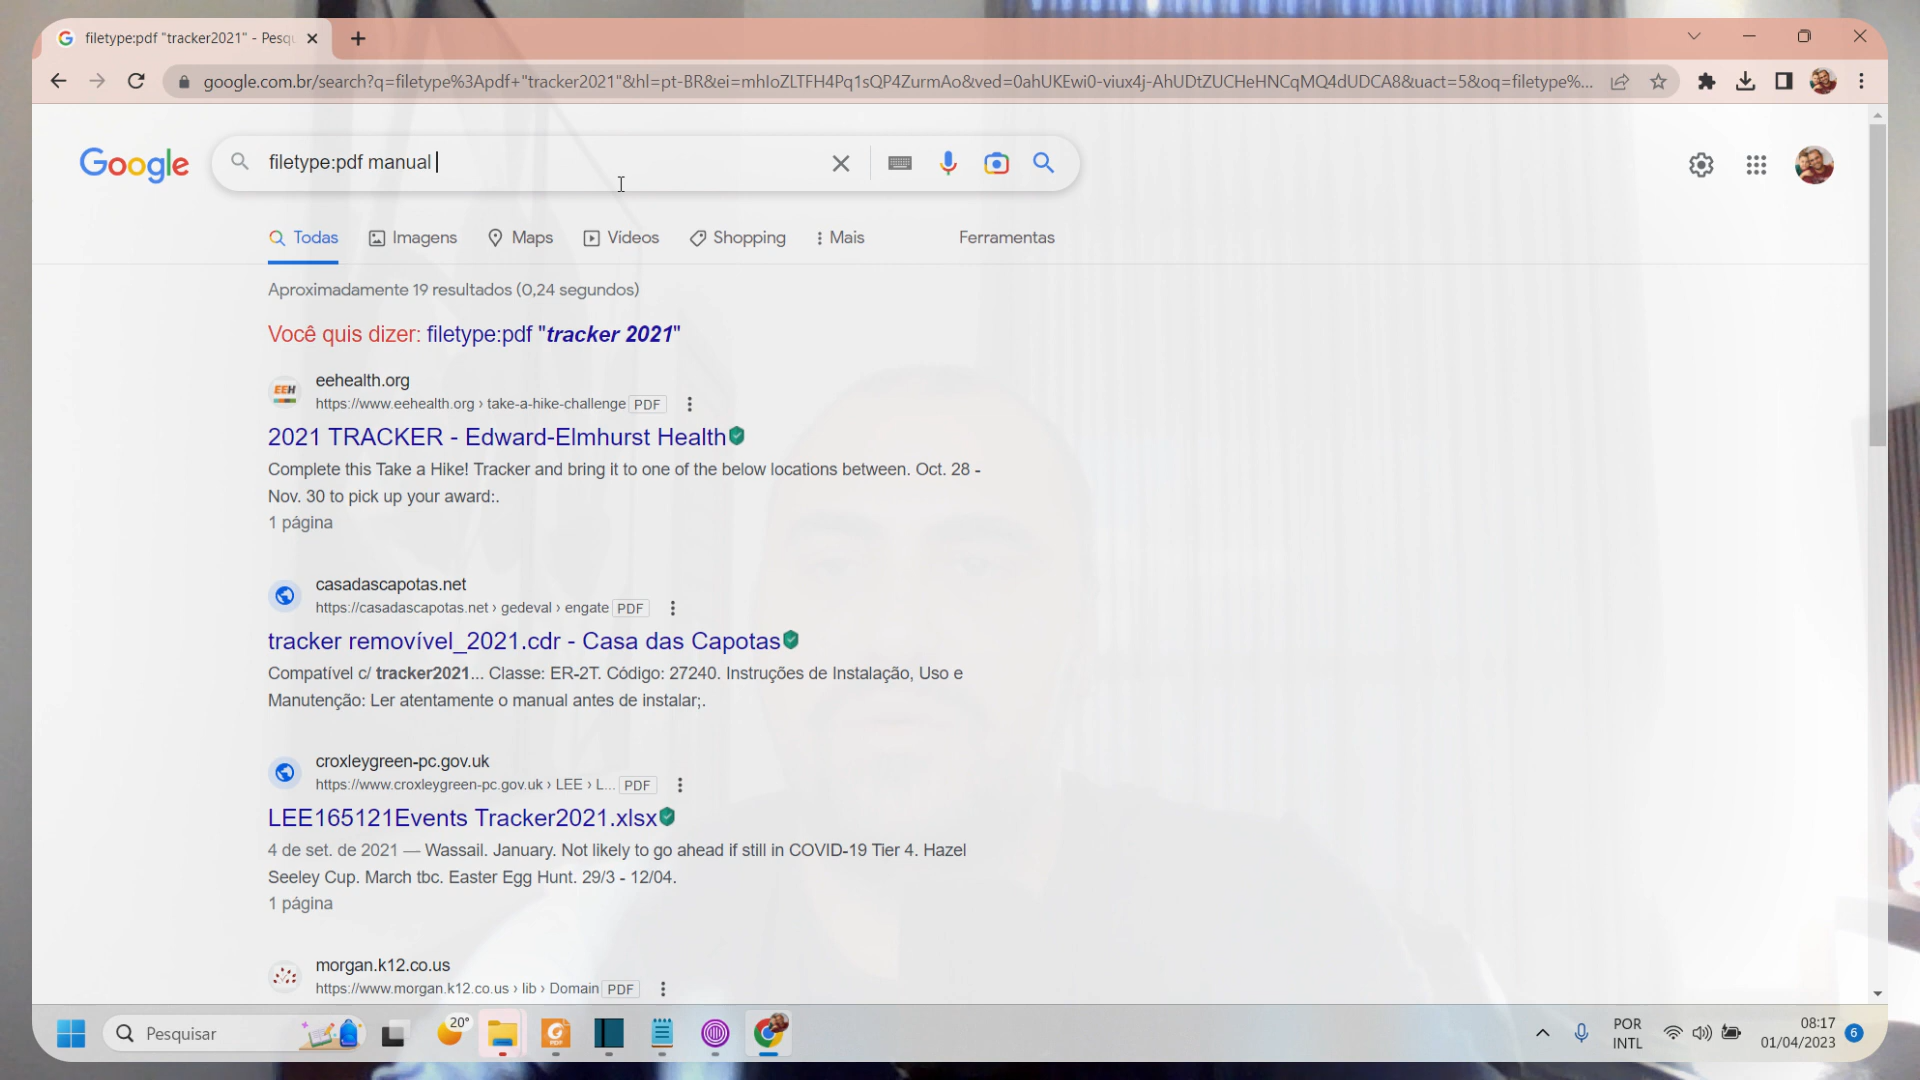 filetype:pdf "tracker2021" - Pesqu
google.com.br/search?q=filetype%3Apdf+"tracker2021"&hl=pt-BR&ei=mhIoZLTFH4Pq1sQP4ZurmAo&ved=0ahUKEwi0-viux4j-AhUDtZUCHeHNCqMQ4dUDCA8&uact=5&oq=filetype%...
Google
filetype:pdf manual
Todas
Imagens
Maps
Vídeos
Shopping
Mais
Ferramentas
Aproximadamente 19 resultados (0,24 segundos)
Você quis dizer: filetype:pdf "tracker 2021"
EEH
eehealth.org
https://www.eehealth.org › take-a-hike-challenge PDF
2021 TRACKER - Edward-Elmhurst Health
Complete this Take a Hike! Tracker and bring it to one of the below locations between. Oct. 28 -
Nov. 30 to pick up your award:.
1 página
casadascapotas.net
https://casadascapotas.net › gedeval › engate PDF
tracker removível_2021.cdr - Casa das Capotas
Compatível c/ tracker2021... Classe: ER-2T. Código: 27240. Instruções de Instalação, Uso e
Manutenção: Ler atentamente o manual antes de instalar;.
croxleygreen-pc.gov.uk
https://www.croxleygreen-pc.gov.uk › LEE › L... PDF
LEE165121Events Tracker2021.xlsx
4 de set. de 2021 — Wassail. January. Not likely to go ahead if still in COVID-19 Tier 4. Hazel
Seeley Cup. March tbc. Easter Egg Hunt. 29/3 - 12/04.
1 página
morgan.k12.co.us
https://www.morgan.k12.co.us › lib › Domain PDF
Pesquisar
20°
PDF
POR
INTL
08:17
01/04/2023
6